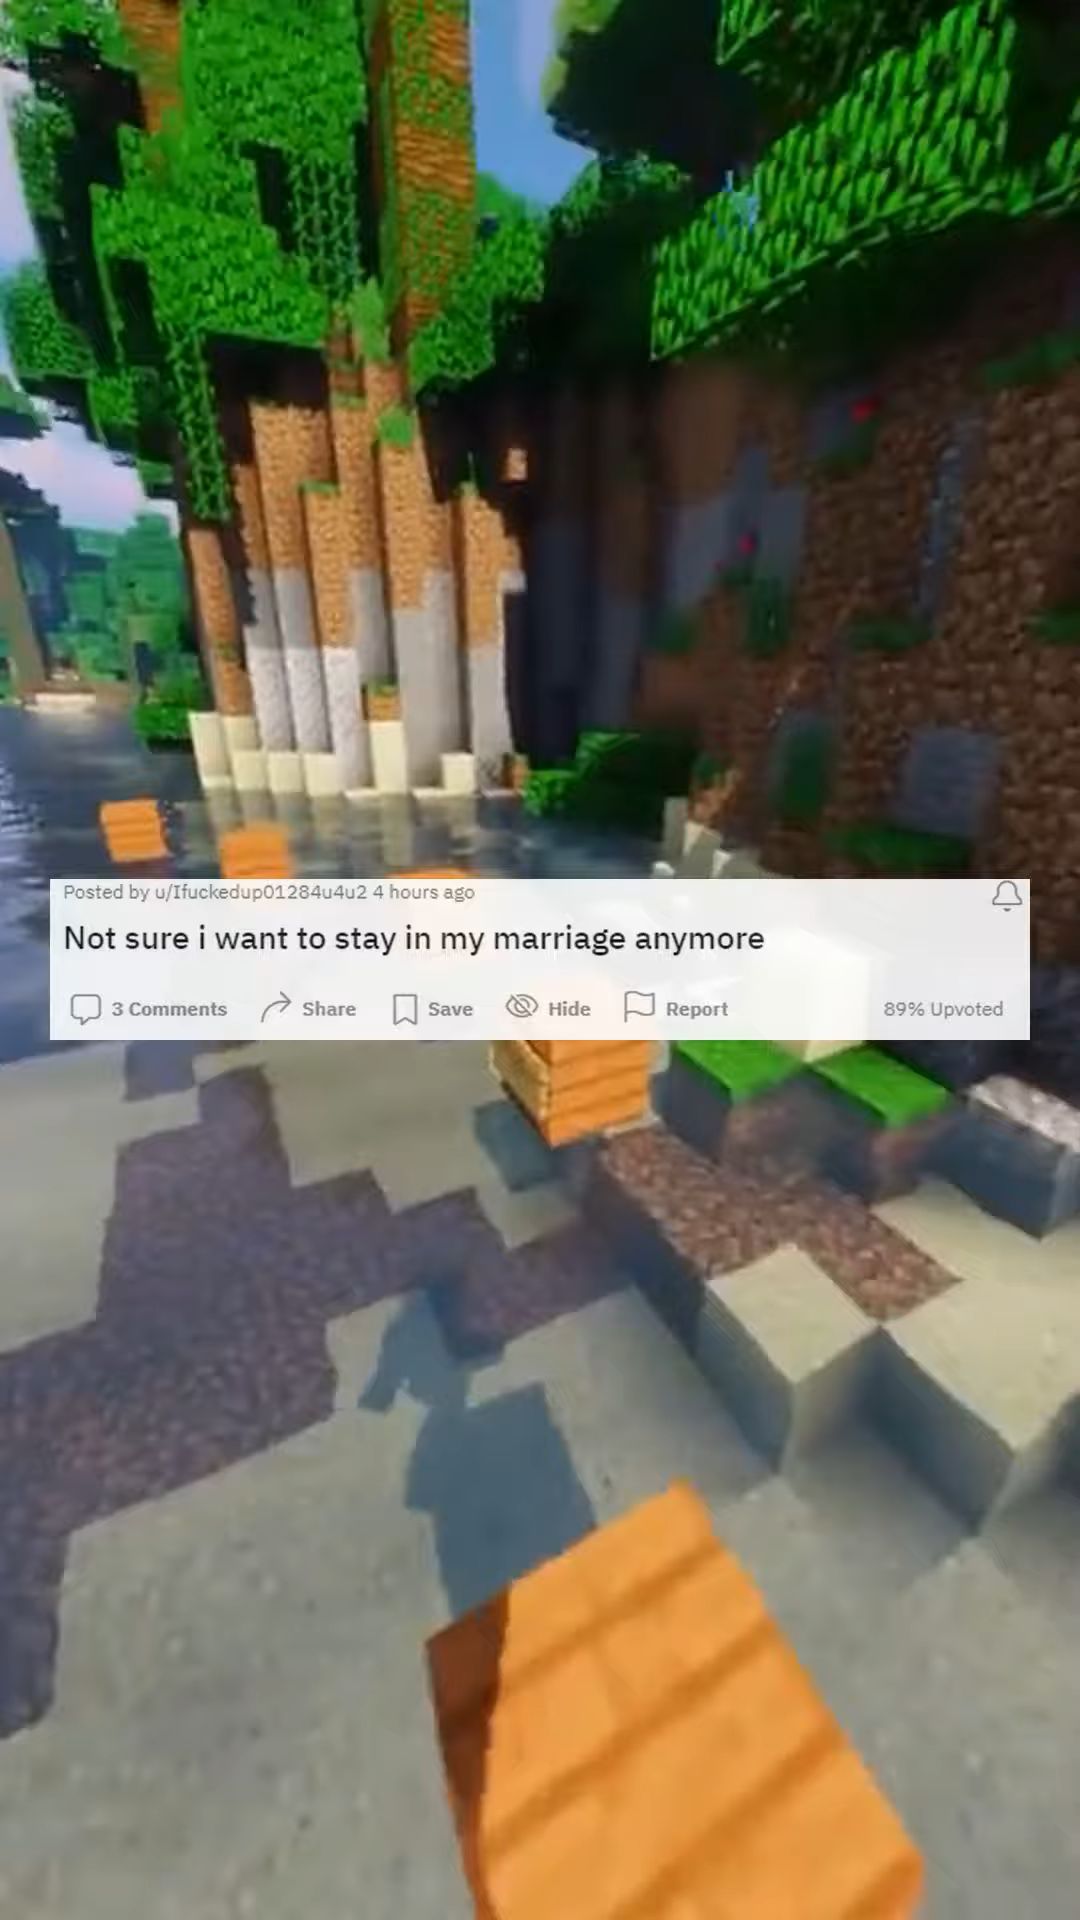 Posted by u/Ifuckedup01284u4u2 4 hours ago
Not sure i want to stay in my marriage anymore
3 Comments Share Save Hide Report 89% Upvoted